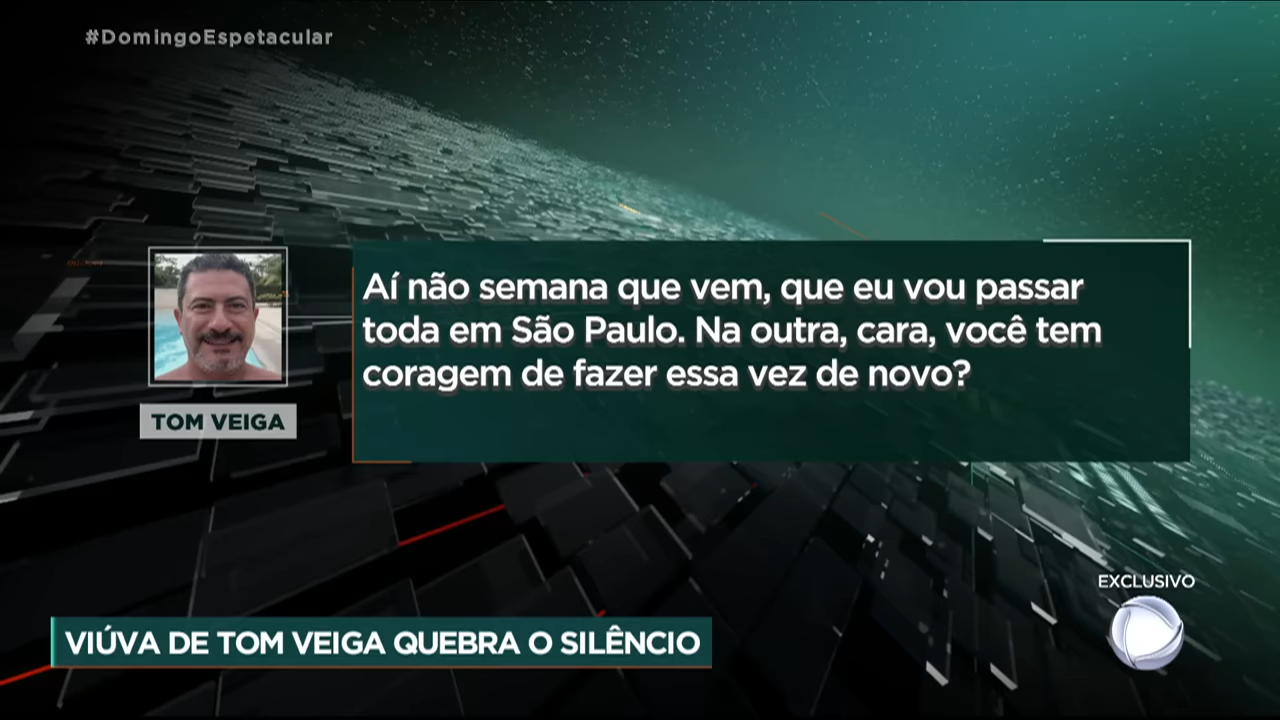 #DomingoEspetacular
Aí não semana que vem, que eu vou passar
toda em São Paulo. Na outra, cara, você tem
coragem de fazer essa vez de novo?
TOM VEIGA
EXCLUSIVO
VIÚVA DE TOM VEIGA QUEBRA O SILÊNCIO